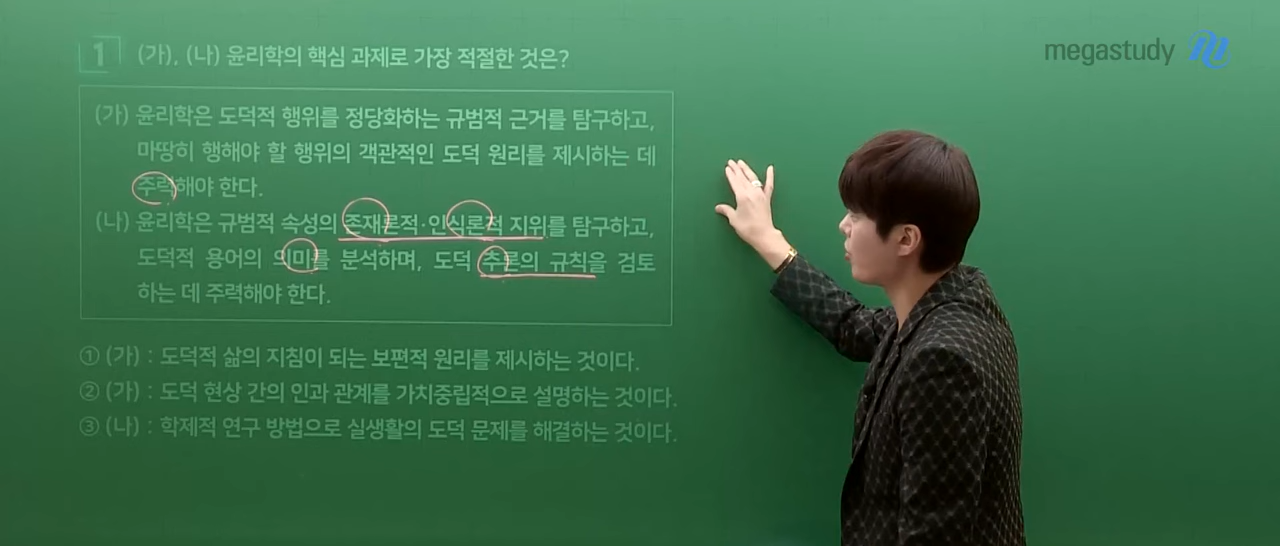 megastudy
1 (가), (나) 윤리학의 핵심 과제로 가장 적절한 것은?
(가) 윤리학은 도덕적 행위를 정당화하는 규범적 근거를 탐구하고,
마땅히 행해야 할 행위의 객관적인 도덕 원리를 제시하는 데
주력해야 한다.
(나) 윤리학은 규범적 속성의 존재론적·인식론적 지위를 탐구하고,
도덕적 용어의 의미를 분석하며, 도덕 추론의 규칙을 검토
하는 데 주력해야 한다.
① (가) : 도덕적 삶의 지침이 되는 보편적 원리를 제시하는 것이다.
② (가) : 도덕 현상 간의 인과 관계를 가치중립적으로 설명하는 것이다.
③ (나) : 학제적 연구 방법으로 실생활의 도덕 문제를 해결하는 것이다.